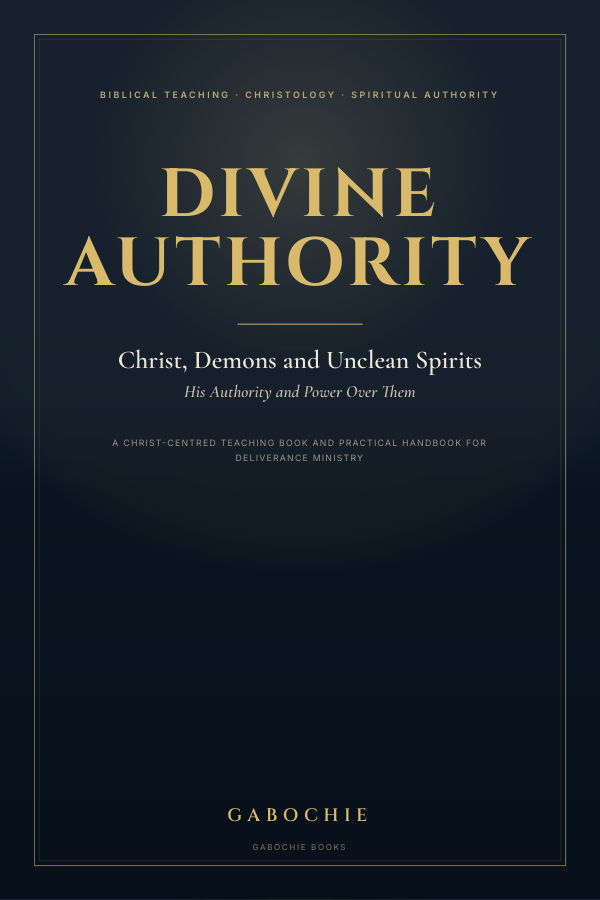 BIBLICAL TEACHING · CHRISTOLOGY · SPIRITUAL AUTHORITY
DIVINE
AUTHORITY
Christ, Demons and Unclean Spirits
His Authority and Power Over Them
A CHRIST-CENTRED TEACHING BOOK AND PRACTICAL HANDBOOK FOR
DELIVERANCE MINISTRY
GABOCHIE
GABOCHIE BOOKS